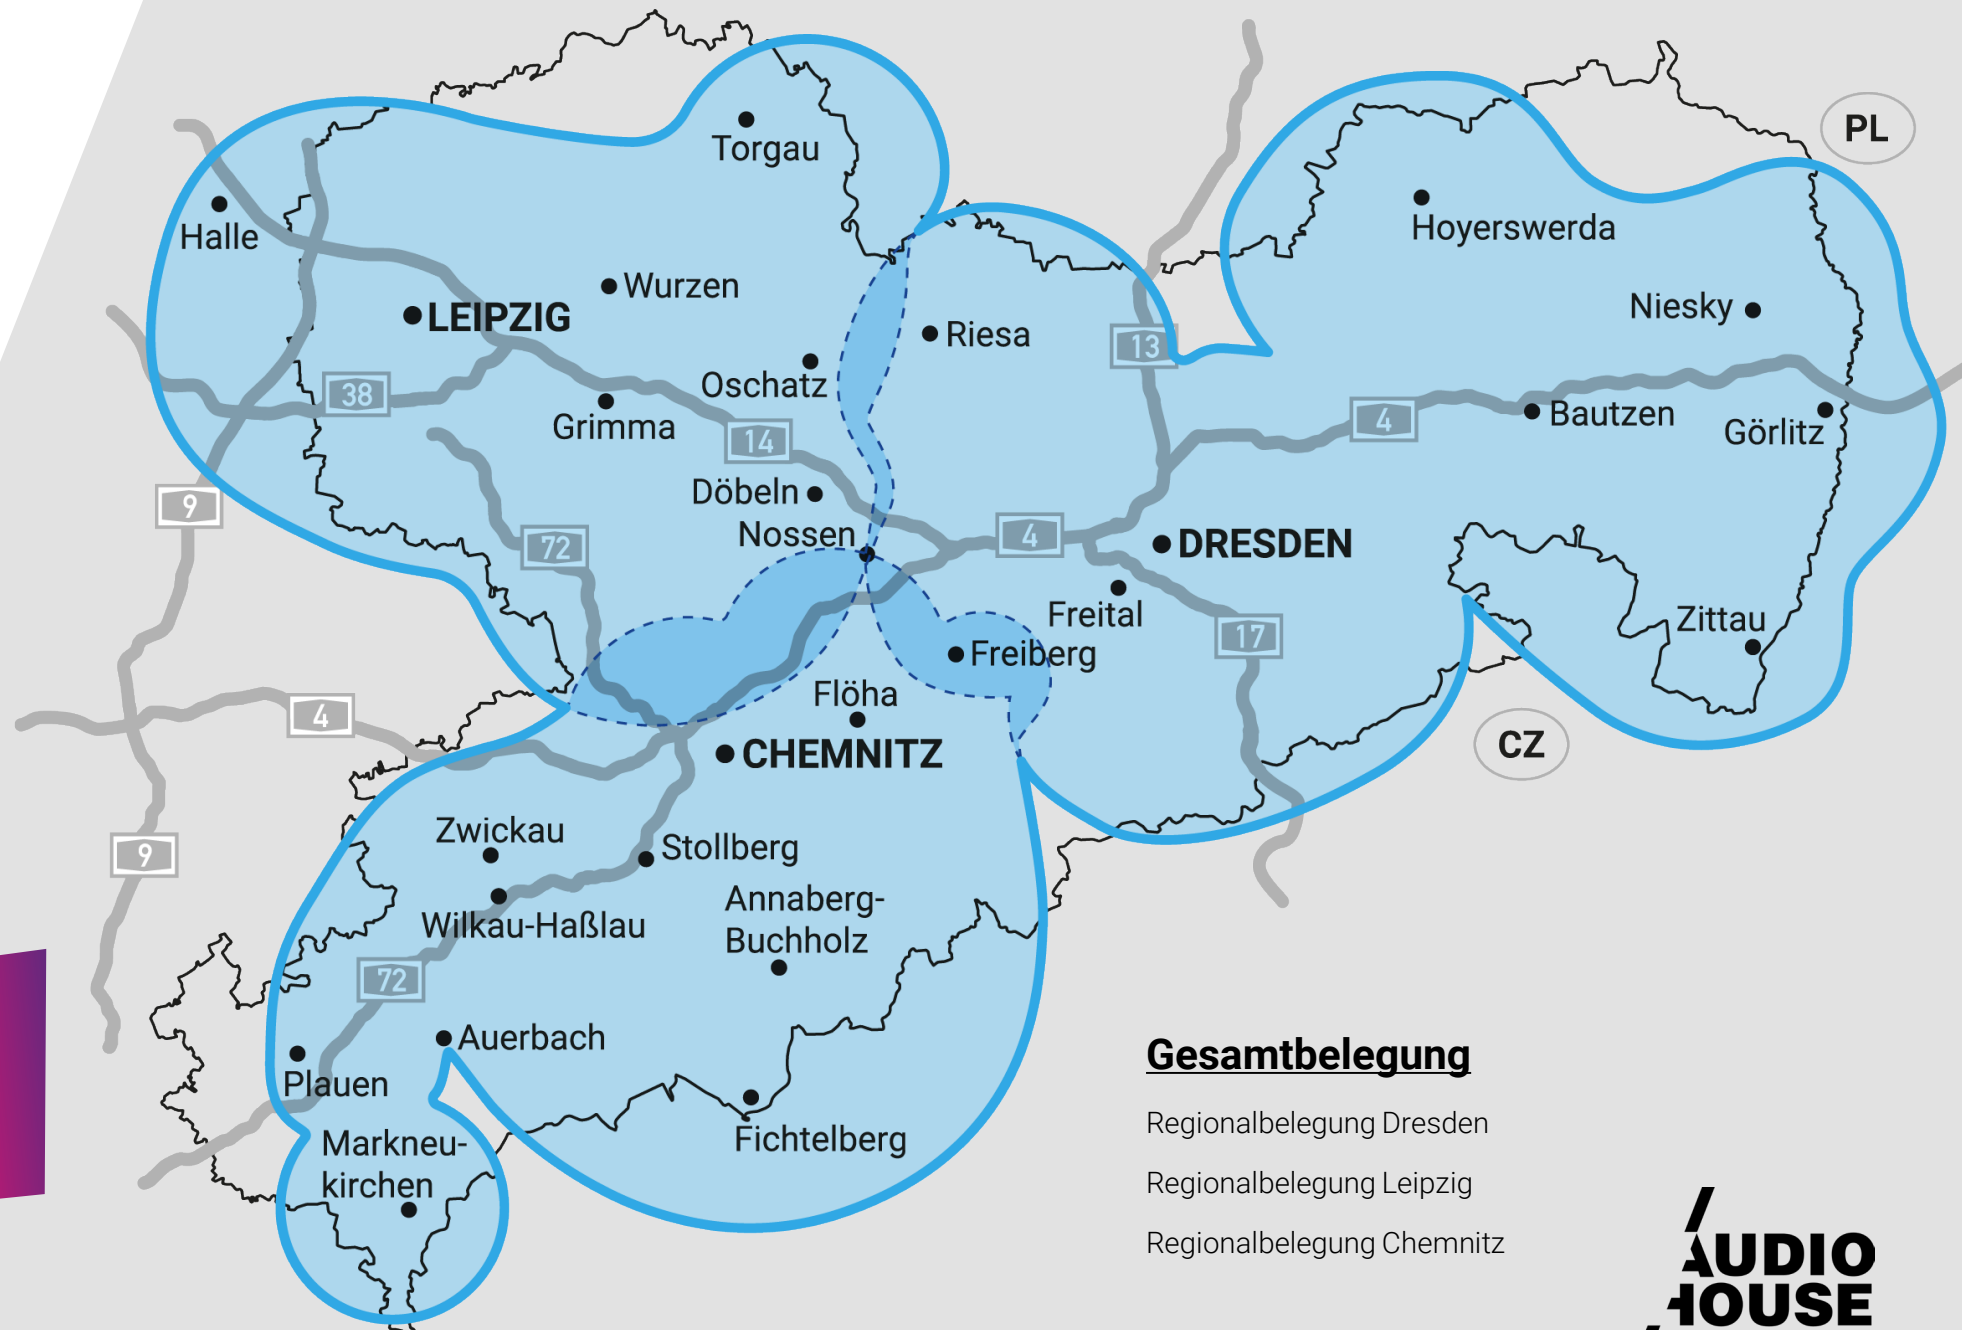 Torgau
PL
Halle
Hoyerswerda
Wurzen
LEIPZIG
Niesky
Riesa
13
Oschatz
38
Grimma
14
4
Bautzen
Görlitz
Döbeln
9
Nossen
72
4
DRESDEN
Freital
17
Zittau
Freiberg
Flöha
4
CHEMNITZ
CZ
Zwickau
Stollberg
9
Wilkau-Haßlau
Annaberg-
Buchholz
72
Auerbach
Plauen
Fichtelberg
Markneu-
kirchen
Gesamtbelegung
Regionalbelegung Dresden
Regionalbelegung Leipzig
Regionalbelegung Chemnitz
AUDIO
HOUSE